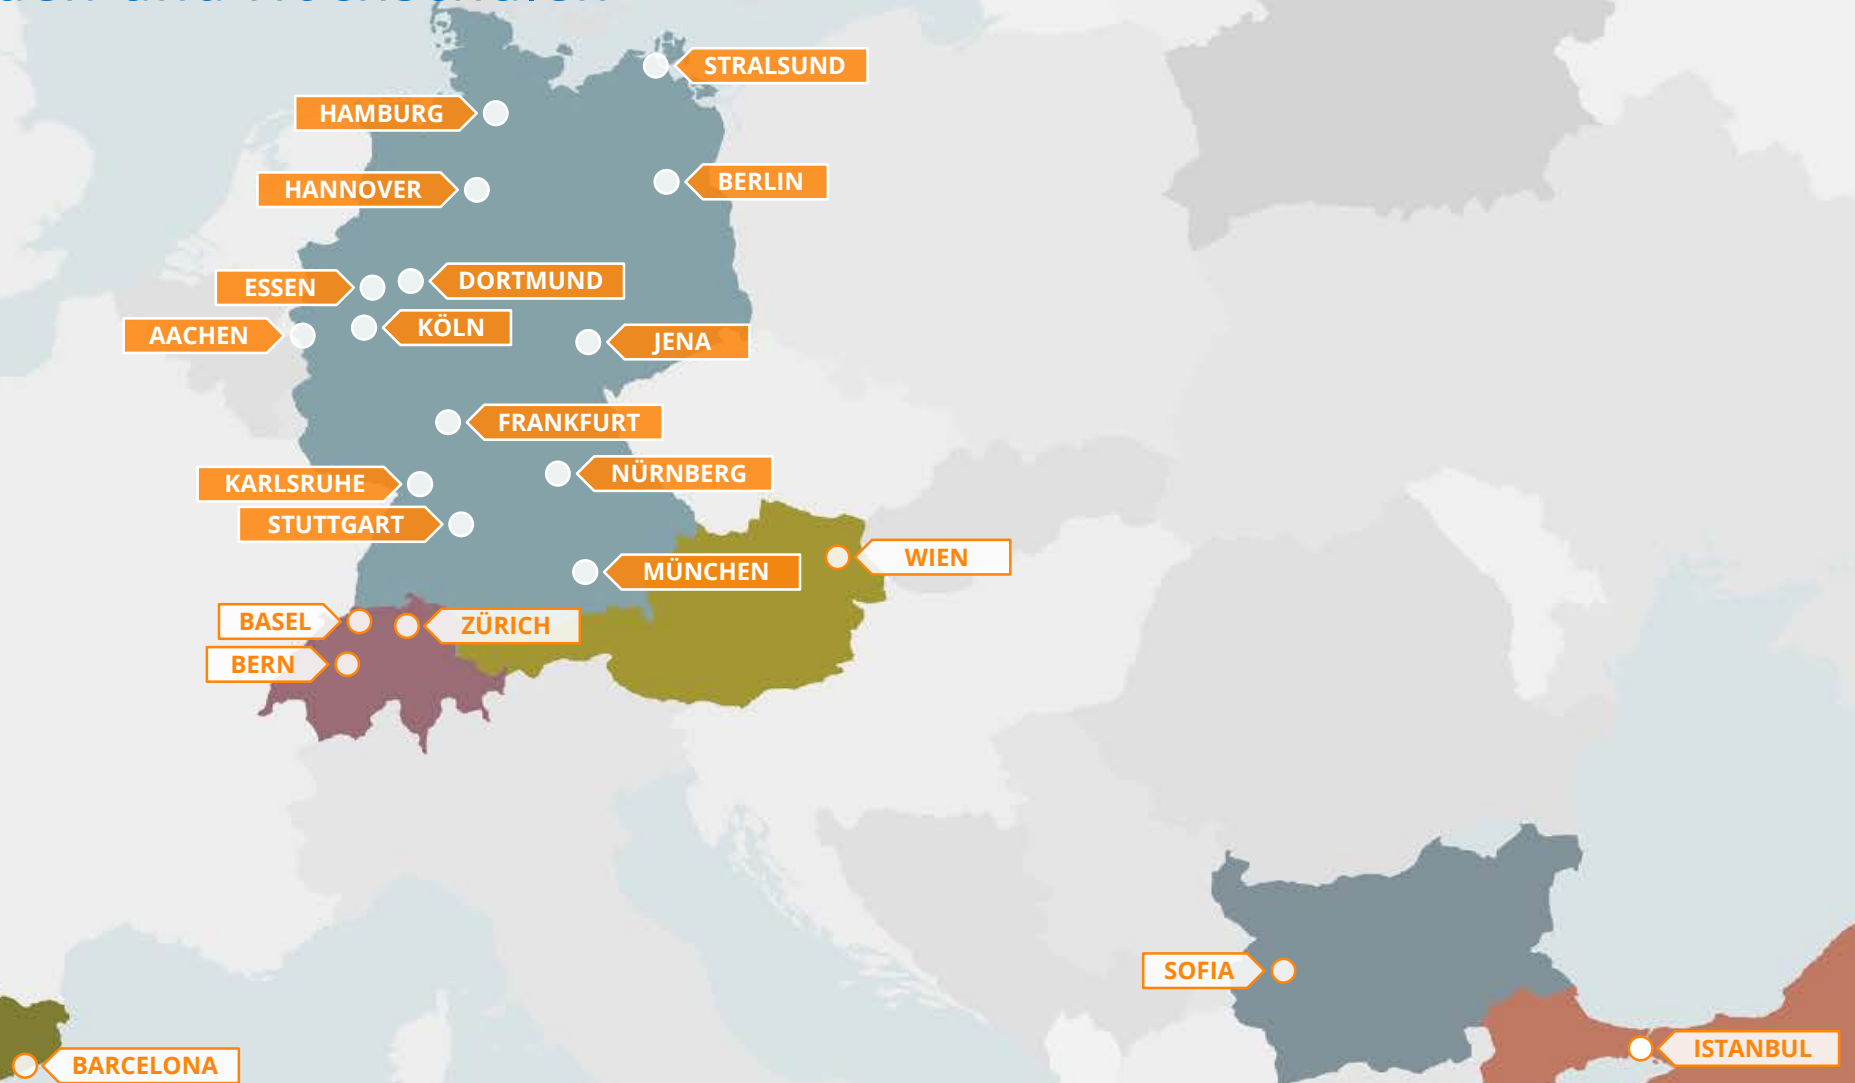 STRALSUND
HAMBURG
BERLIN
HANNOVER
DORTMUND
ESSEN
KÖLN
AACHEN
JENA
FRANKFURT
NÜRNBERG
KARLSRUHE
STUTTGART
WIEN
MÜNCHEN
BASEL
ZÜRICH
BERN
SOFIA
ISTANBUL
BARCELONA